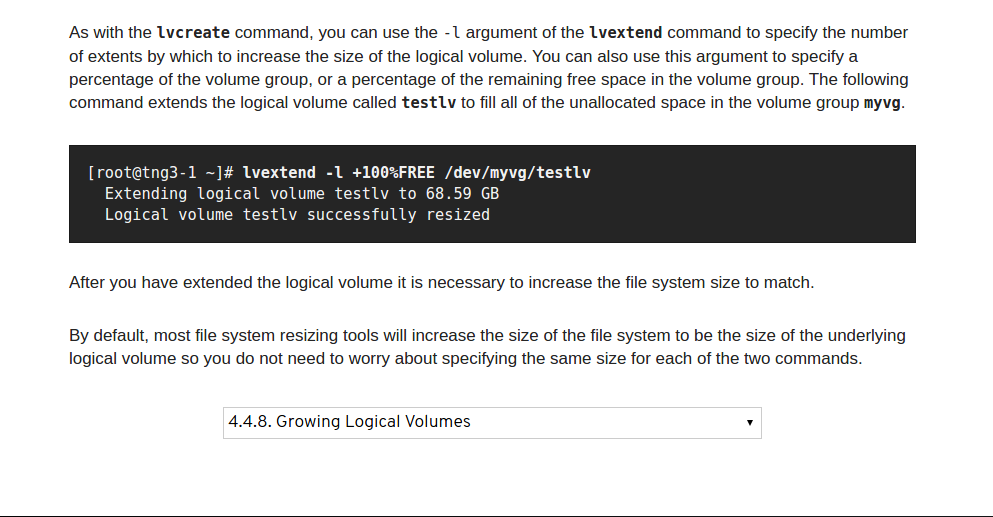 As with the lvcreate command, you can use the -l argument of the lvextend command to specify the number
of extents by which to increase the size of the logical volume. You can also use this argument to specify a
percentage of the volume group, or a percentage of the remaining free space in the volume group. The following
command extends the logical volume called testlv to fill all of the unallocated space in the volume group myvg.
[root@tng3-1 ~]# lvextend -l +100%FREE /dev/myvg/testlv
Extending logical volume testlv to 68.59 GB
Logical volume testlv successfully resized
After you have extended the logical volume it is necessary to increase the file system size to match.
By default, most file system resizing tools will increase the size of the file system to be the size of the underlying
logical volume so you do not need to worry about specifying the same size for each of the two commands.
4.4.8. Growing Logical Volumes